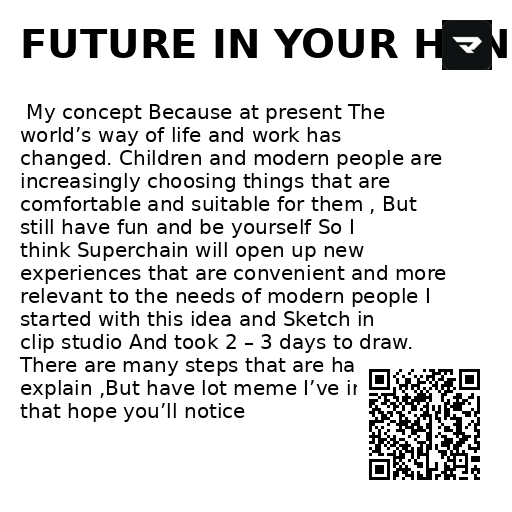 FUTURE IN YOUR H N
My concept Because at present The
world’s way of life and work has
changed. Children and modern people are
increasingly choosing things that are
comfortable and suitable for them , But
still have fun and be yourself So I
think Superchain will open up new
experiences that are convenient and more
relevant to the needs of modern people I
started with this idea and Sketch in
clip studio And took 2 – 3 days to draw.
There are many steps that are ha
explain ,But have lot meme I’ve i
that hope you’ll notice